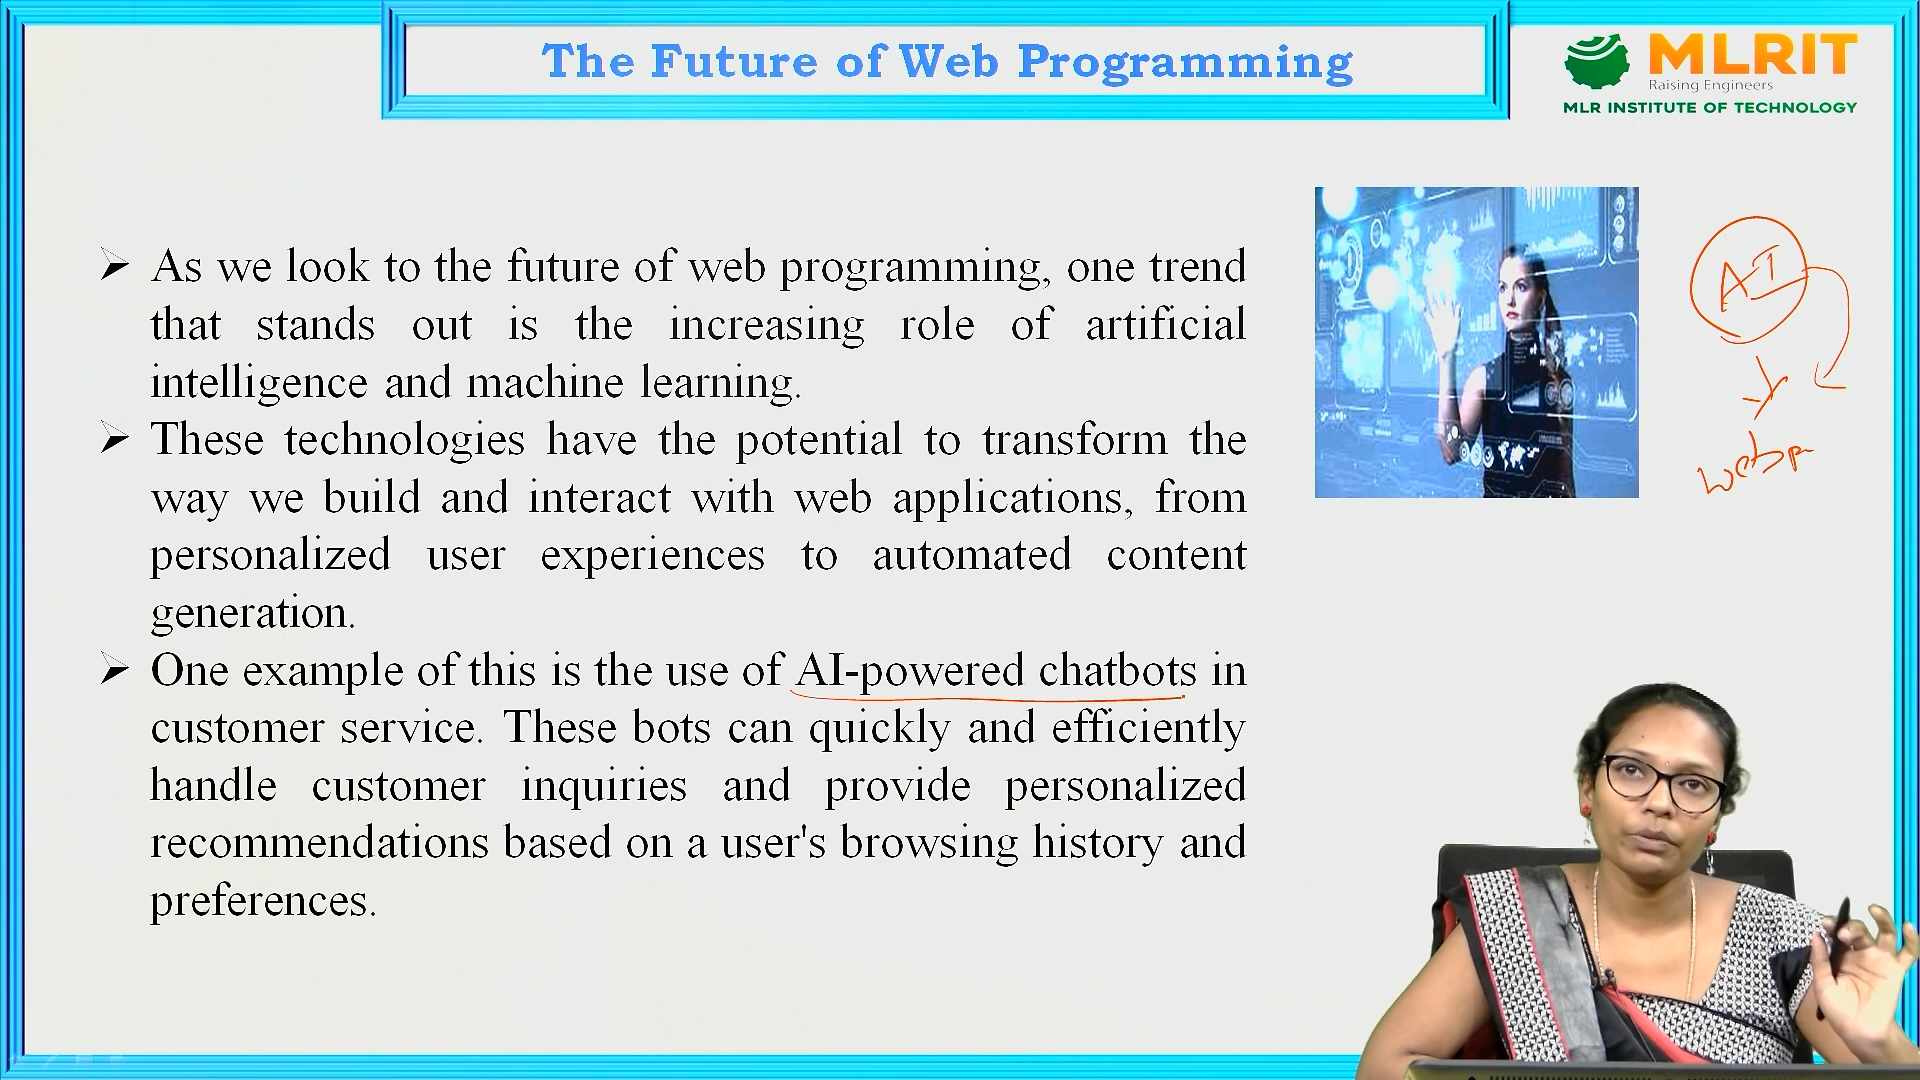 The Future of Web Programming
MLRIT
Raising Engineers
MLR INSTITUTE OF TECHNOLOGY
➢ As we look to the future of web programming, one trend
that stands out is the increasing role of artificial
intelligence and machine learning.
➢ These technologies have the potential to transform the
way we build and interact with web applications, from
personalized user experiences to automated content
generation.
➢ One example of this is the use of AI-powered chatbots in
customer service. These bots can quickly and efficiently
handle customer inquiries and provide personalized
recommendations based on a user's browsing history and
preferences.
AI
webp